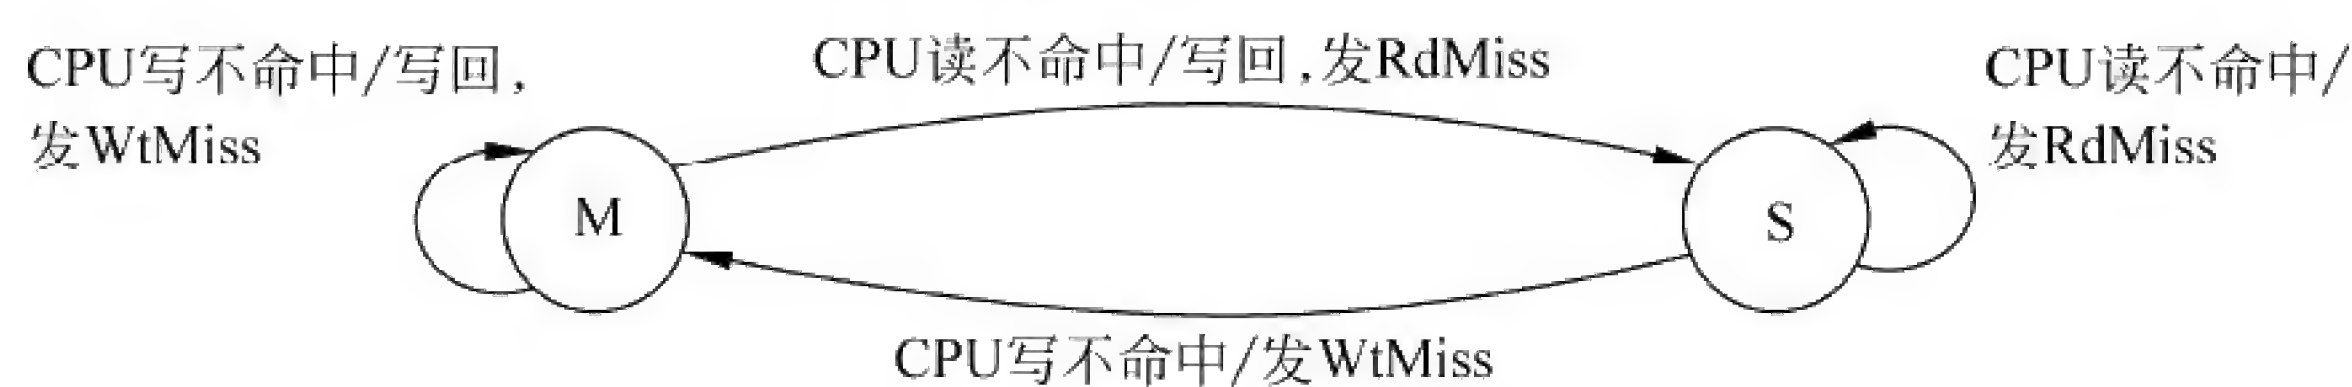 CPU写不命中/写回,
发WtMiss
CPU读不命中/写回,发RdMiss
CPU读不命中/
发RdMiss
M
S
CPU写不命中/发WtMiss